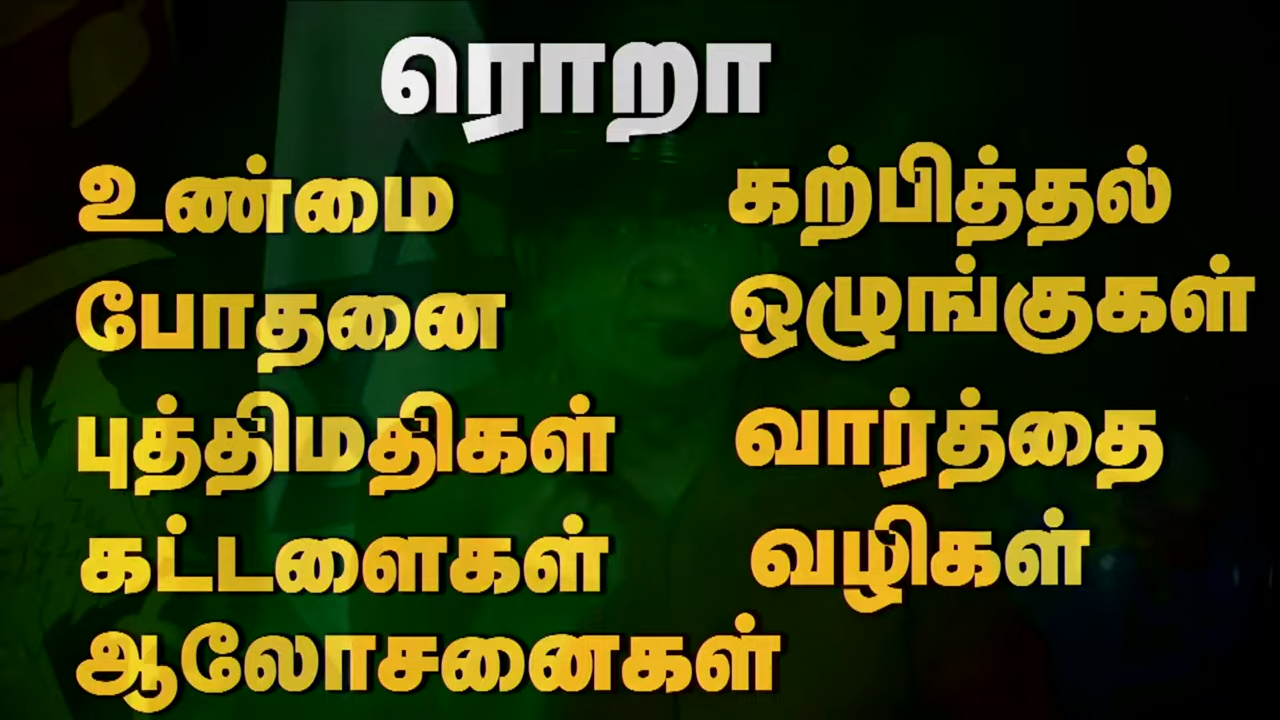 ரொறா
உண்மை
போதனை
புத்திமதிகள்
கட்டளைகள்
ஆலோசனைகள்
கற்பித்தல்
ஒழுங்குகள்
வார்த்தை
வழிகள்